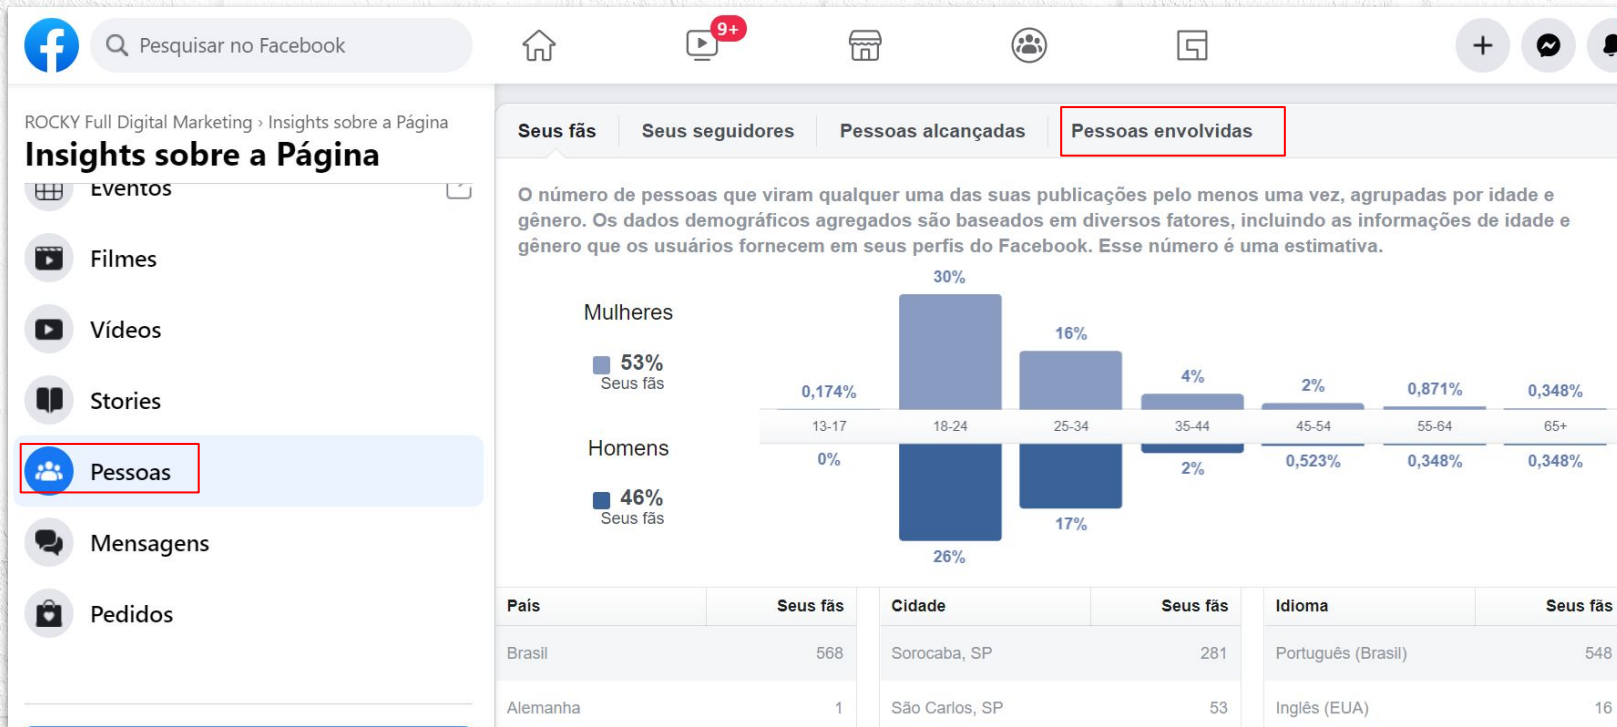 Pesquisar no Facebook
9+
ROCKY Full Digital Marketing › Insights sobre a Página
Insights sobre a Página
Eventos
Filmes
Vídeos
Stories
Pessoas
Mensagens
Pedidos
Seus fãs
Seus seguidores
Pessoas alcançadas
Pessoas envolvidas
O número de pessoas que viram qualquer uma das suas publicações pelo menos uma vez, agrupadas por idade e
gênero. Os dados demográficos agregados são baseados em diversos fatores, incluindo as informações de idade e
gênero que os usuários fornecem em seus perfis do Facebook. Esse número é uma estimativa.
Mulheres
53%
Seus fãs
0,174% 30% 16% 4% 2% 0,871% 0,348%
13-17 18-24 25-34 35-44 45-54 55-64 65+
Homens
46%
Seus fãs
0% 26% 17% 2% 0,523% 0,348% 0,348%
País Seus fãs Cidade Seus fãs Idioma Seus fãs
Brasil 568 Sorocaba, SP 281 Português (Brasil) 548
Alemanha 1 São Carlos, SP 53 Inglês (EUA) 16